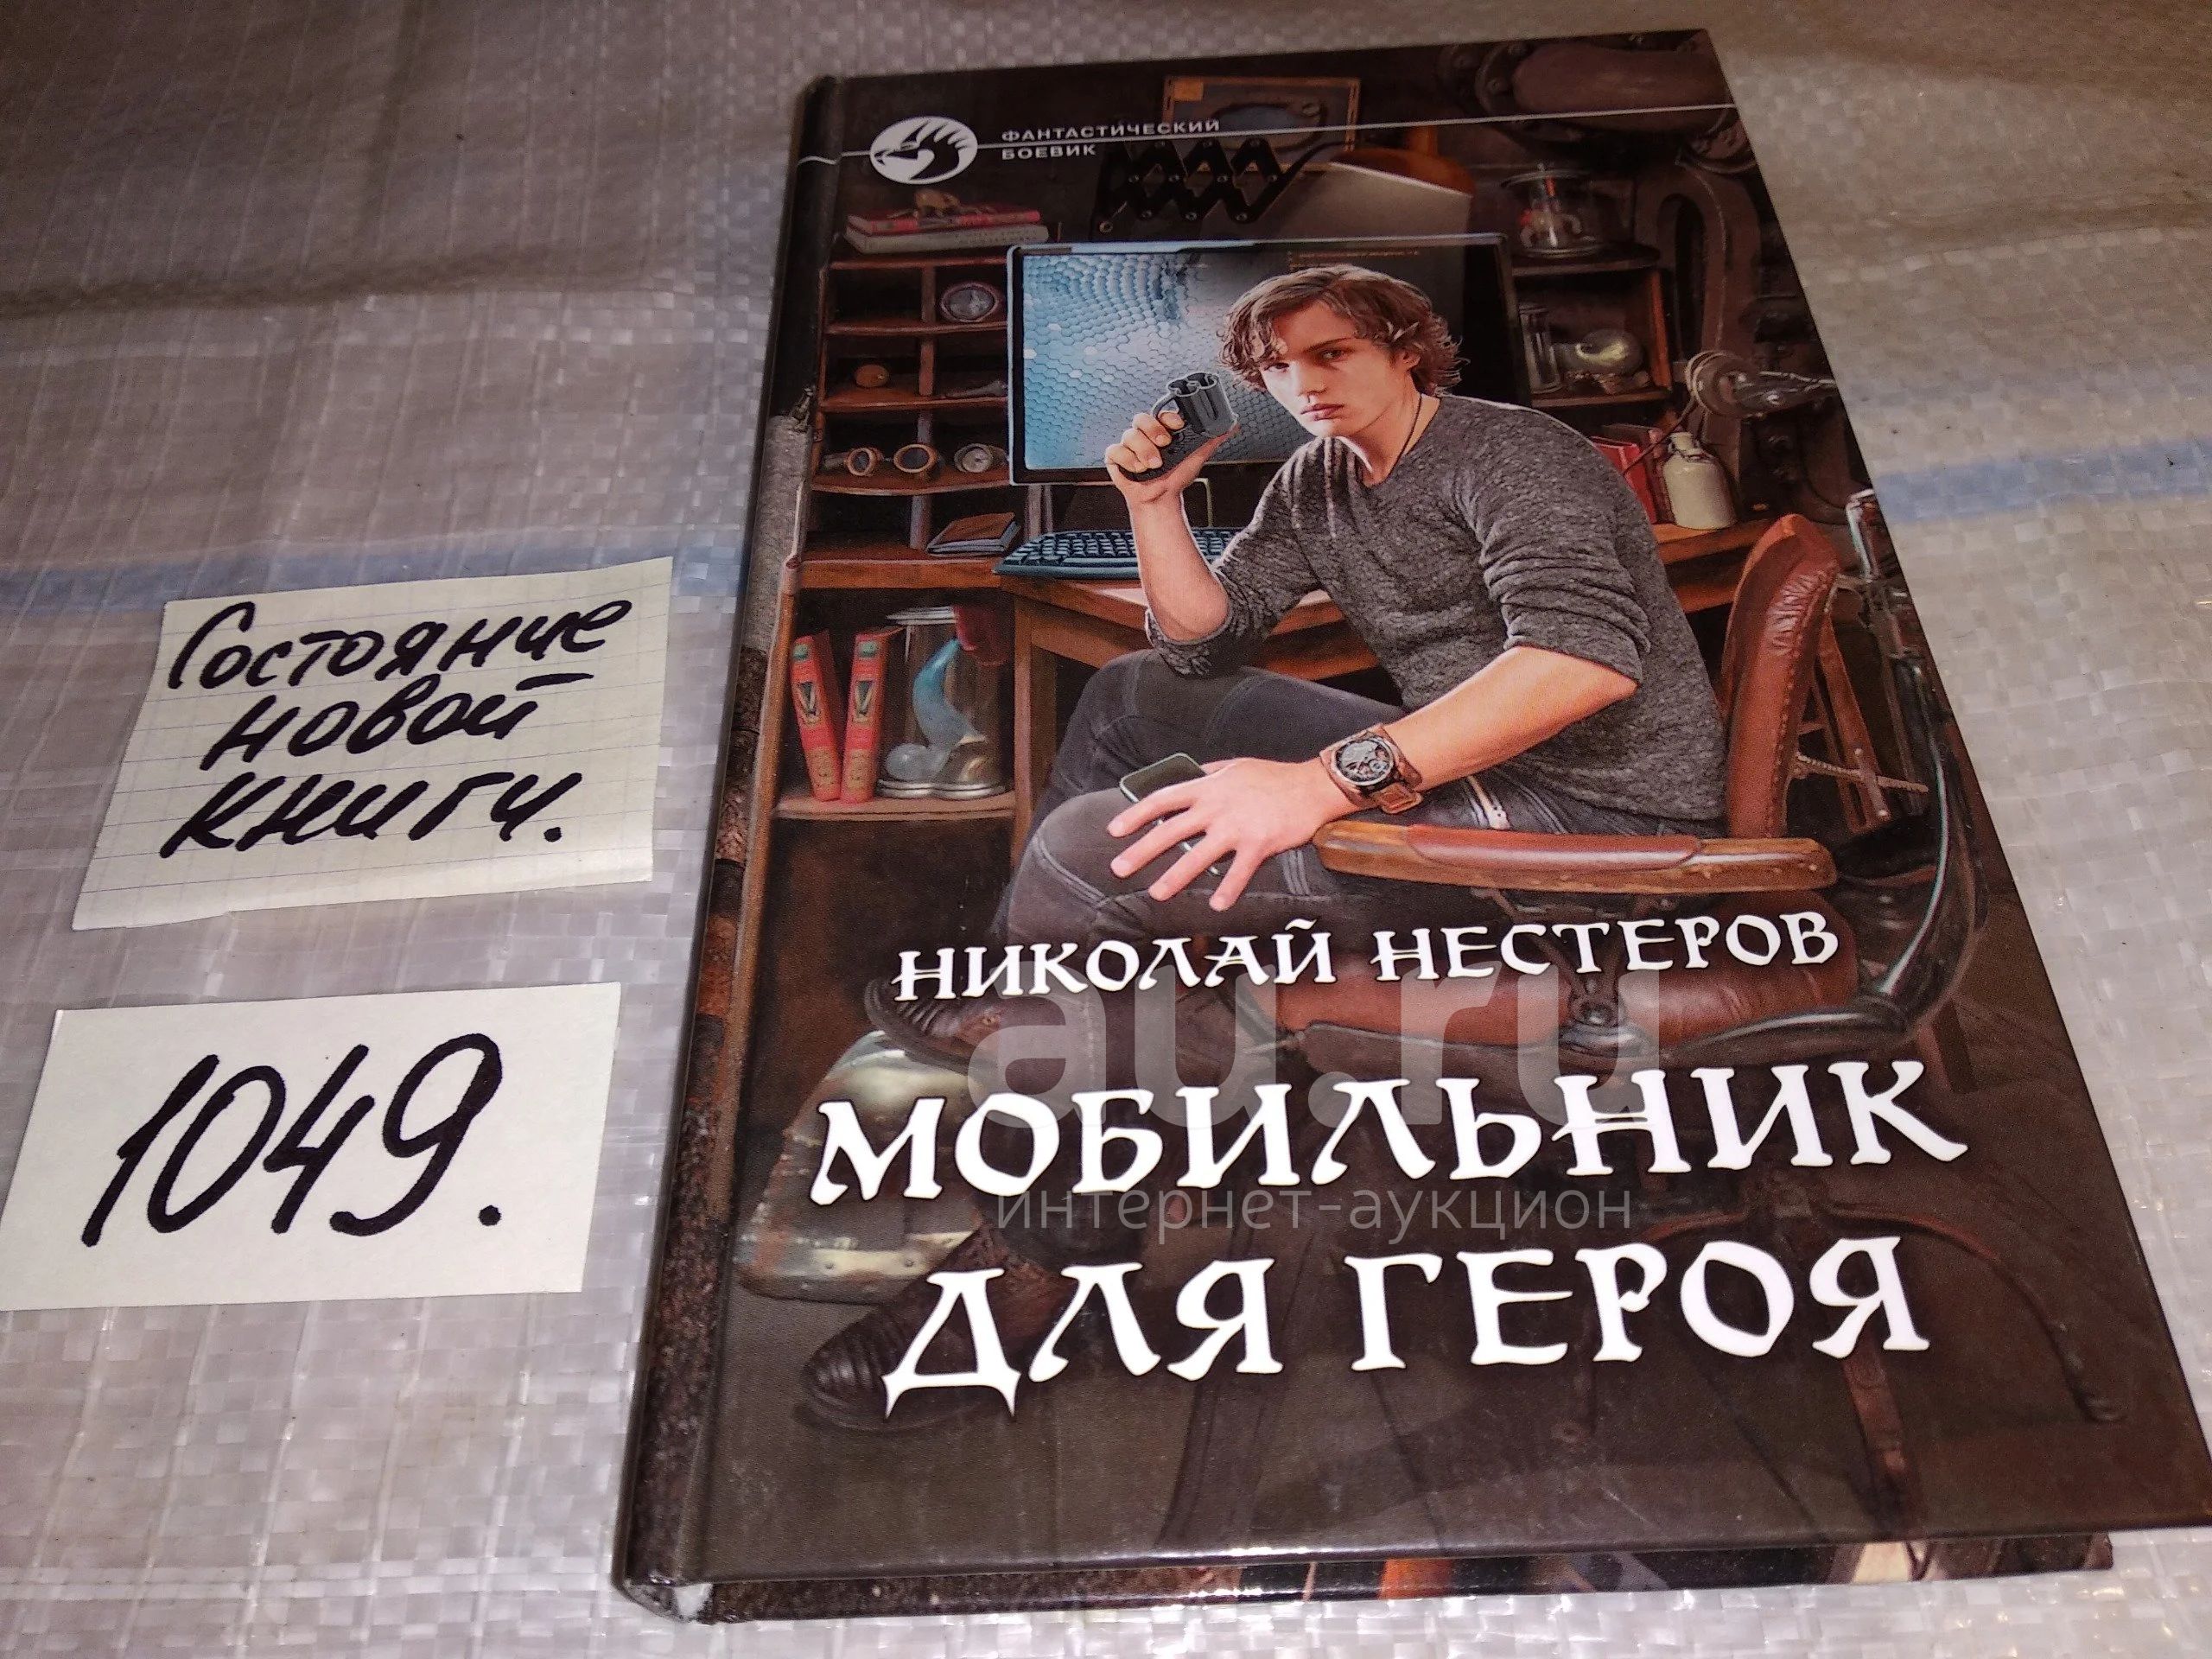 ФАНТАСТИЧЕСКИЙ
БОЕВИК
Состояние
новой
книги.
1049.
НИКОЛАЙ НЕСТЕРОВ
au.ru
МОБИЛЬНИК
интернет-аукцион
ДЛЯ ГЕРОЯ